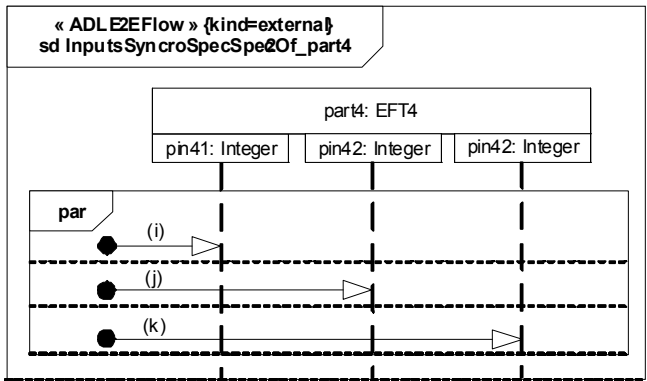 « ADLE2EFlow » {kind=external}
sd InputsSyncroSpecSpec2Of_part4
part4: EFT4
pin41: Integer pin42: Integer pin42: Integer
par
(i)
(j)
(k)